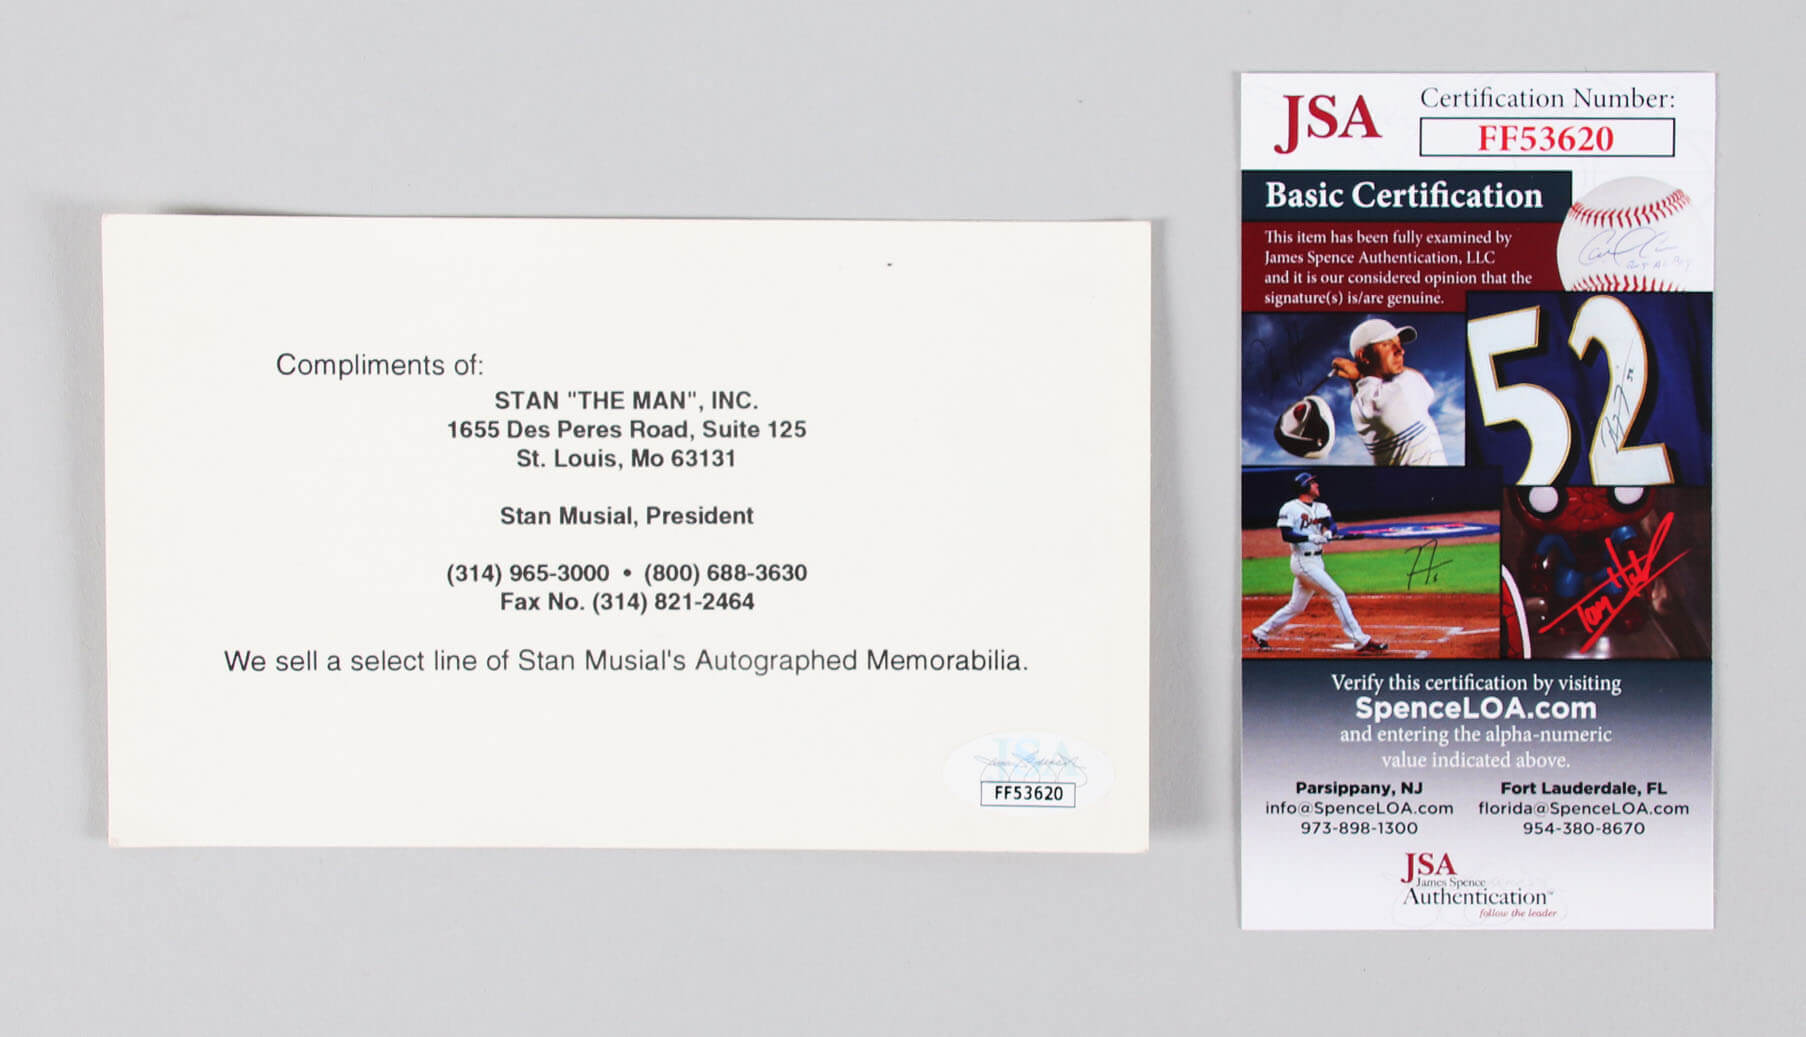 Compliments of:
STAN "THE MAN", INC.
1655 Des Peres Road, Suite 125
St. Louis, Mo 63131
Stan Musial, President
(314) 965-3000 • (800) 688-3630
Fax No. (314) 821-2464
We sell a select line of Stan Musial's Autographed Memorabilia.
JSA
FF53620
JSA
Certification Number:
FF53620
Basic Certification
This item has been fully examined by
James Spence Authentication, LLC
and it is our considered opinion that the
signature(s) is/are genuine.
52
Verify this certification by visiting
SpenceLOA.com
and entering the alpha-numeric
value indicated above.
Parsippany, NJ
info@SpenceLOA.com
973-898-1300
Fort Lauderdale, FL
florida@SpenceLOA.com
954-380-8670
JSA
James Spence
Authentication™
follow the leader